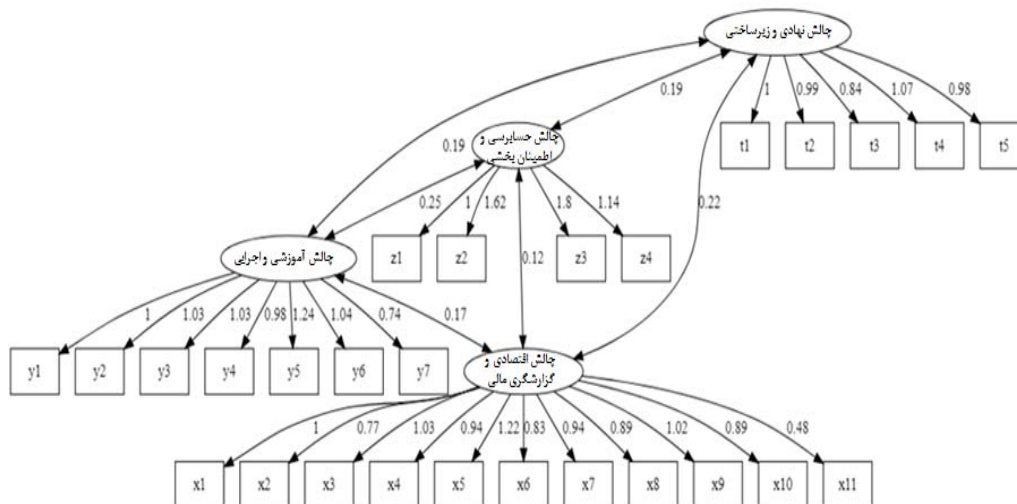 چالش نهادی و زیرساختی
0.19
1
0.99
0.84
1.07
0.98
t1
t2
t3
t4
t5
چالش حسابرسی و
اطمینان بخشی
0.19
0.25
1
1.62
1.8
1.14
0.22
z1
z2
z3
z4
0.12
چالش آموزشی و اجرایی
1
1.03
1.03
0.98
1.24
1.04
0.74
0.17
y1
y2
y3
y4
y5
y6
y7
چالش اقتصادی و
گزارشگری مالی
1
0.77
1.03
0.94
1.22
0.83
0.94
0.89
1.02
0.89
0.48
x1
x2
x3
x4
x5
x6
x7
x8
x9
x10
x11